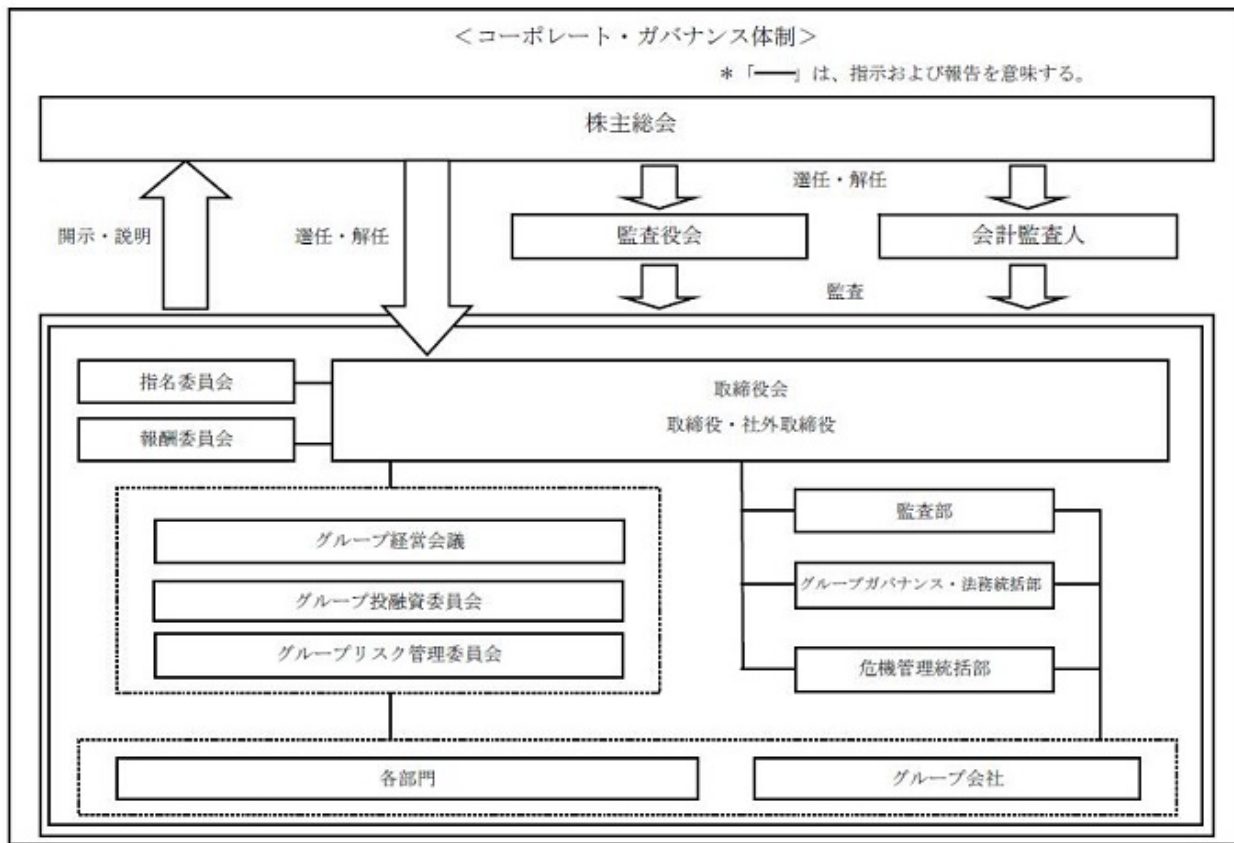 ＜コーポレート・ガバナンス体制＞
＊「━━」は、指示および報告を意味する。
株主総会
開示・説明
選任・解任
選任・解任
監査役会
会計監査人
監査
指名委員会
報酬委員会
取締役会
取締役・社外取締役
グループ経営会議
グループ投融資委員会
グループリスク管理委員会
監査部
グループガバナンス・法務統括部
危機管理統括部
各部門
グループ会社